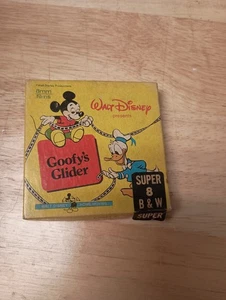 WALT DISNEY
presents
Goofy's
Glider
SUPER
8
B & W
SUPER